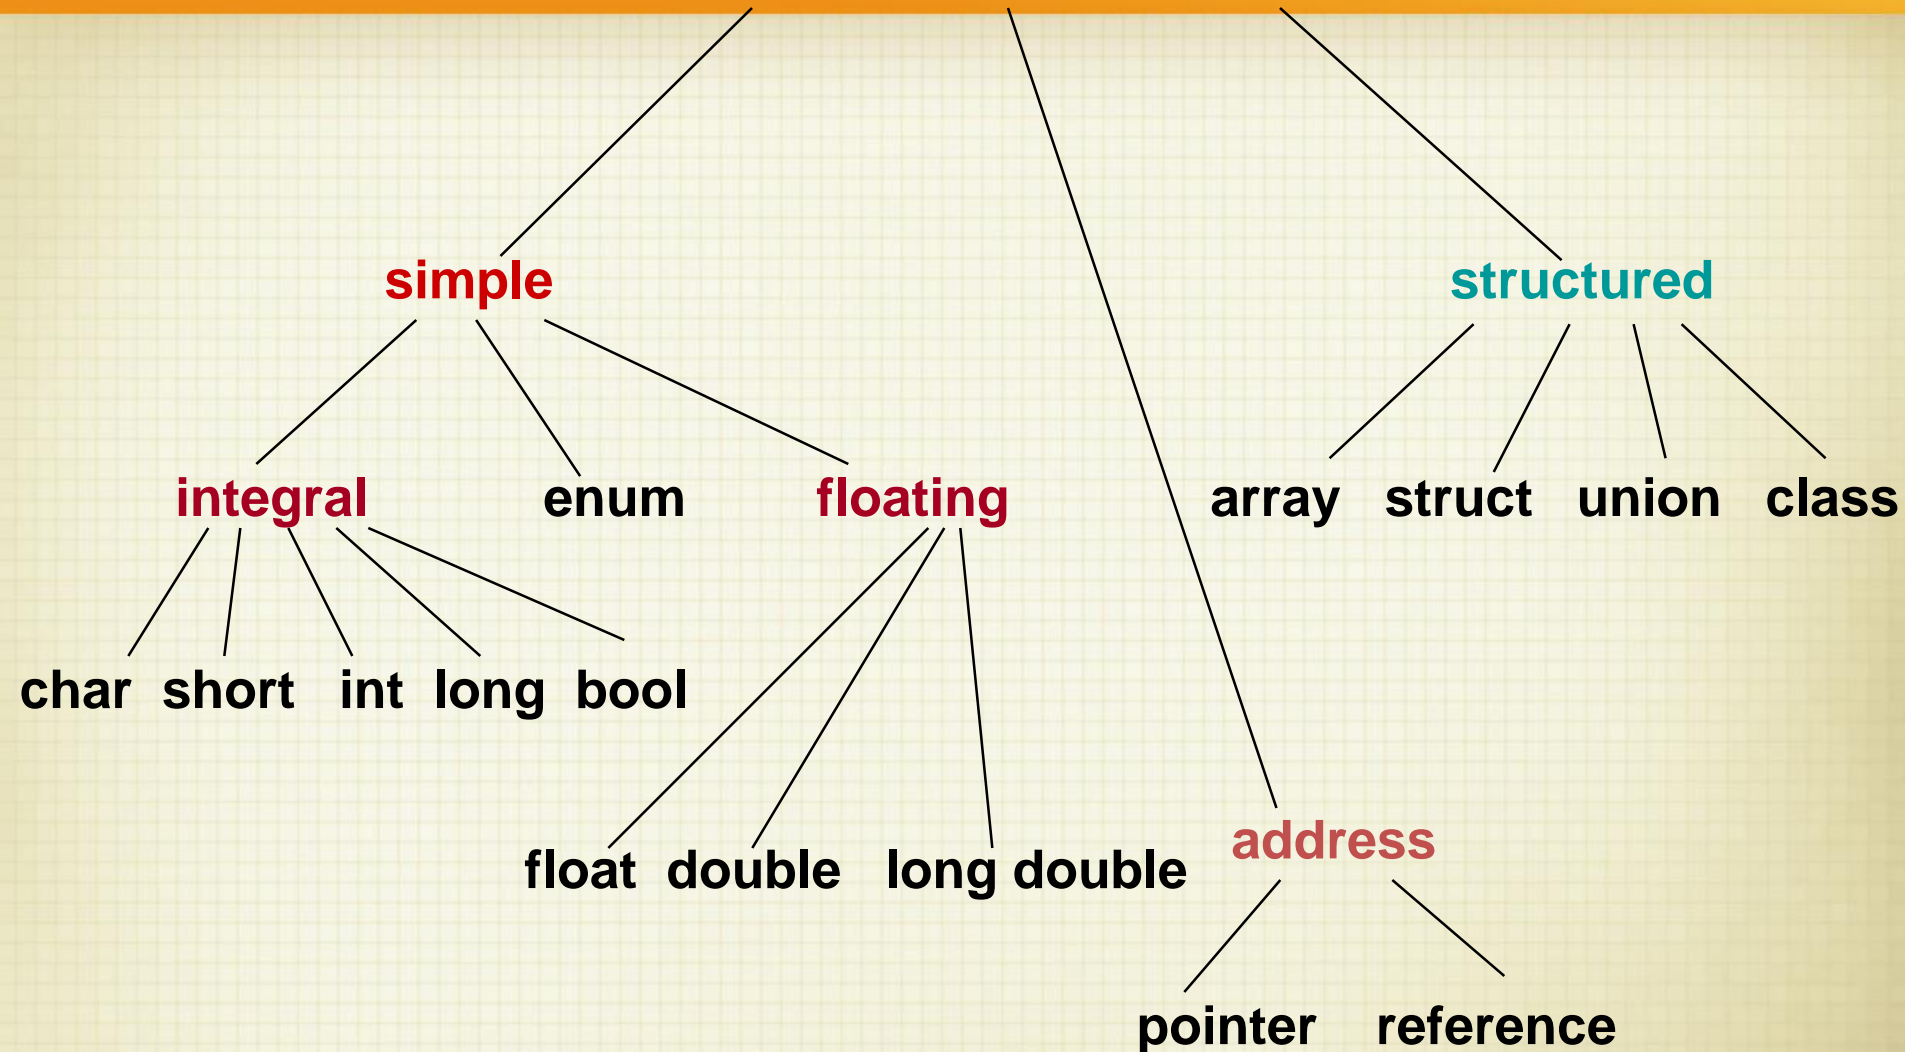 simple structured
integral enum floating array struct union class
char short int long bool
address
float double long double
pointer reference